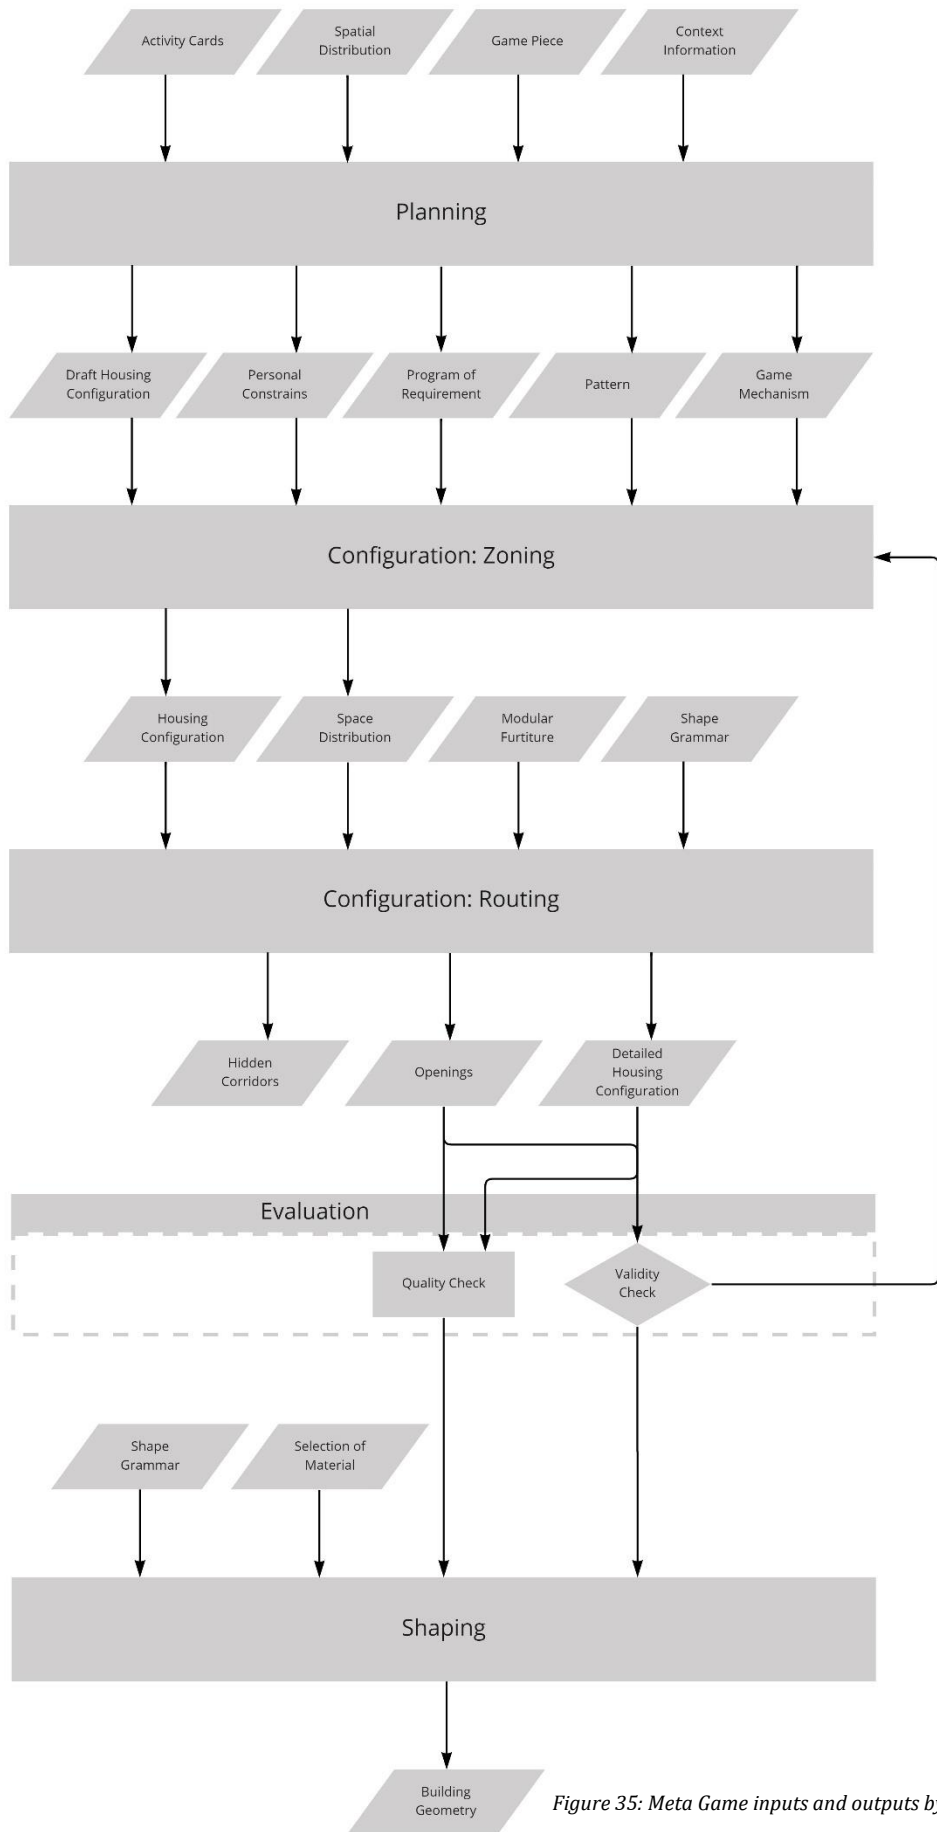 Activity Cards
Spatial
Distribution
Game Piece
Context
Information
Planning
Draft Housing
Configuration
Personal
Constrains
Program of
Requirement
Pattern
Game
Mechanism
Configuration: Zoning
Housing
Configuration
Space
Distribution
Modular
Furtiture
Shape
Grammar
Configuration: Routing
Hidden
Corridors
Openings
Detailed
Housing
Configuration
Evaluation
Quality Check
Validity
Check
Shape
Grammar
Selection of
Material
Shaping
Building
Geometry
Figure 35: Meta Game inputs and outputs by